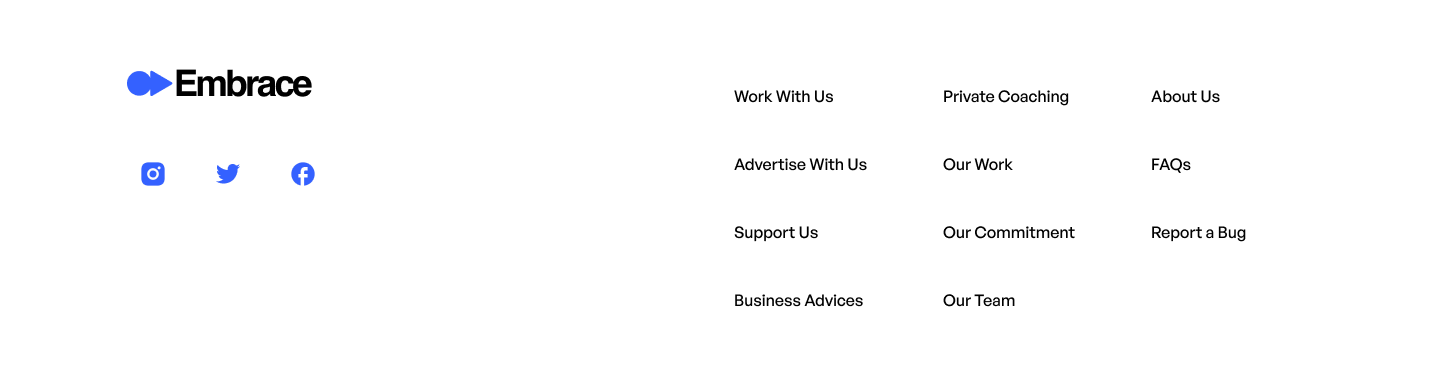 Embrace
Work With Us
Advertise With Us
Support Us
Business Advices
Private Coaching
Our Work
Our Commitment
Our Team
About Us
FAQs
Report a Bug